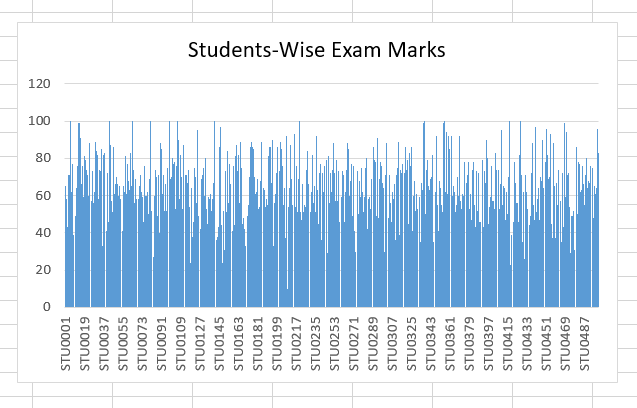 Students-Wise Exam Marks
120
100
80
60
40
20
0
STU0001
STU0019
STU0037
STU0055
STU0073
STU0091
STU0109
STU0127
STU0145
STU0163
STU0181
STU0199
STU0217
STU0235
STU0253
STU0271
STU0289
STU0307
STU0325
STU0343
STU0361
STU0379
STU0397
STU0415
STU0433
STU0451
STU0469
STU0487